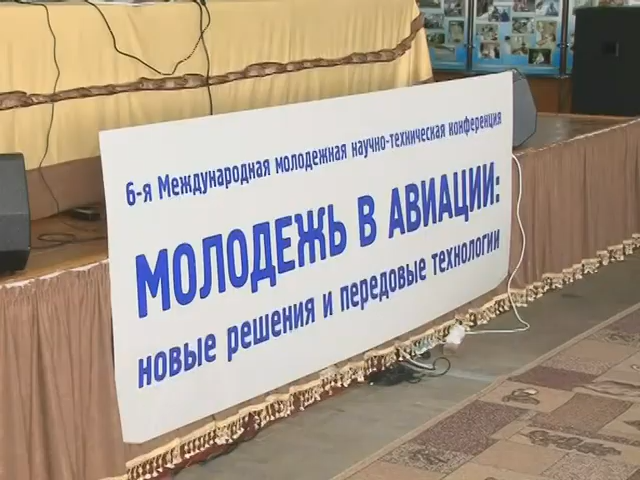 6-я Международная молодежная научно-техническая конференция
МОЛОДЕЖЬ В АВИАЦИИ:
новые решения и передовые технологии